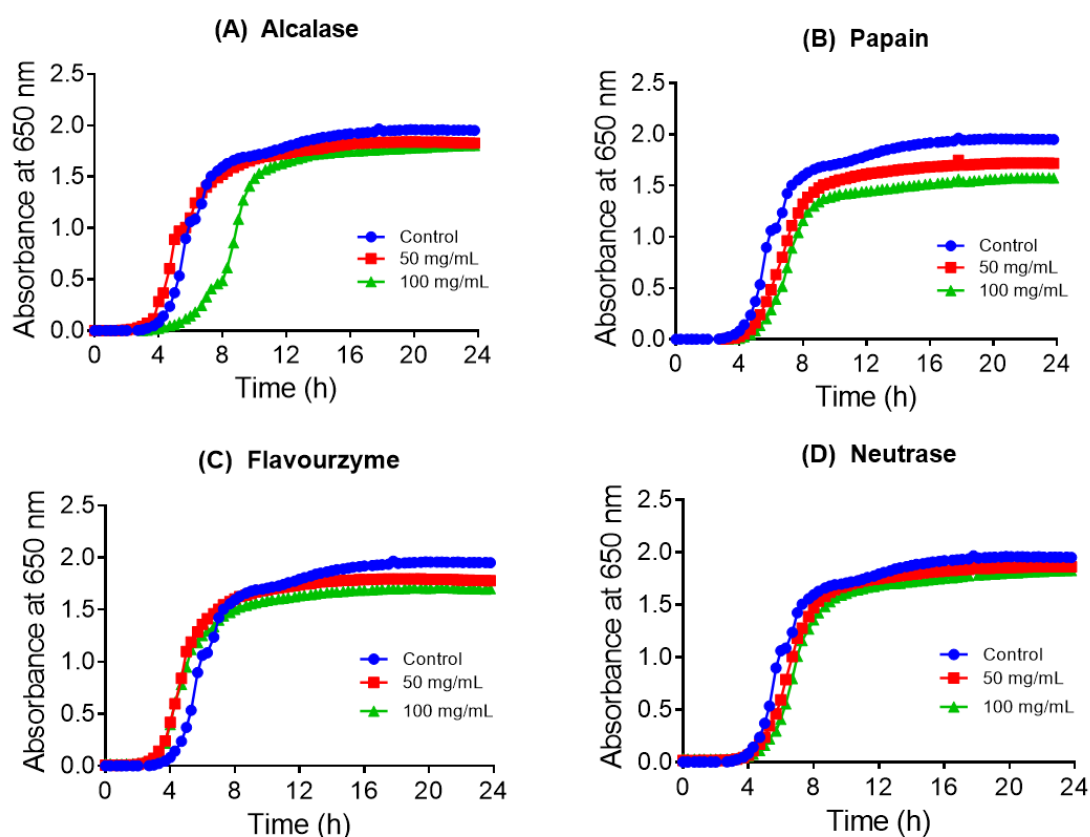 (A) Alcalase
Absorbance at 650 nm
2.5
2.0
1.5
1.0
0.5
0.0
Control
50 mg/mL
100 mg/mL
0 4 8 12 16 20 24
Time (h)
(B) Papain
Absorbance at 650 nm
2.5
2.0
1.5
1.0
0.5
0.0
Control
50 mg/mL
100 mg/mL
0 4 8 12 16 20 24
Time (h)
(C) Flavourzyme
Absorbance at 650 nm
2.5
2.0
1.5
1.0
0.5
0.0
Control
50 mg/mL
100 mg/mL
0 4 8 12 16 20 24
Time (h)
(D) Neutrase
Absorbance at 650 nm
2.5
2.0
1.5
1.0
0.5
0.0
Control
50 mg/mL
100 mg/mL
0 4 8 12 16 20 24
Time (h)